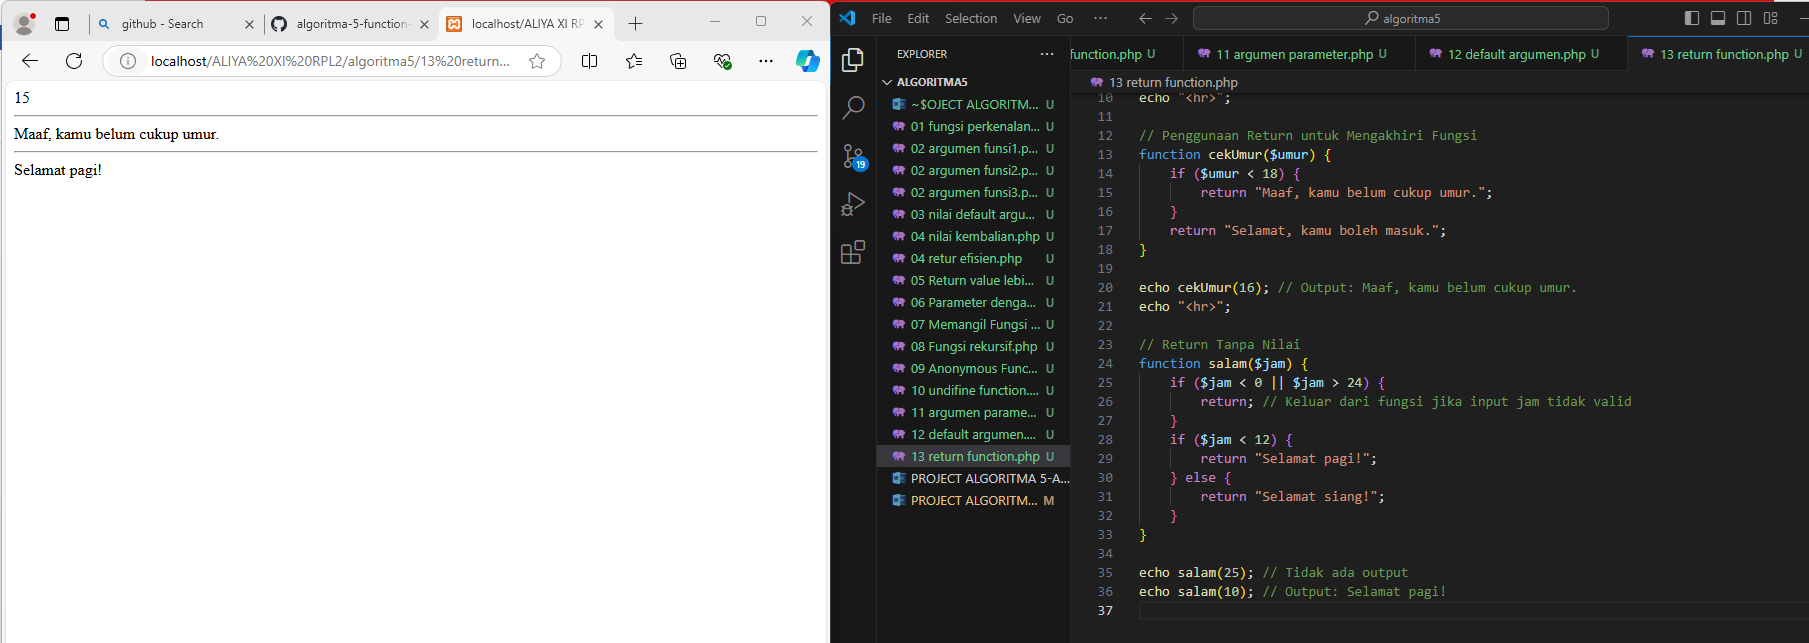 github - Search
algoritma-5-function-
localhost/ALIYA XI RP
localhost/ALIYA%20XI%20RPL2/algoritma5/13%20return...
15
Maaf, kamu belum cukup umur.
Selamat pagi!
File Edit Selection View Go ...
algoritma5
EXPLORER ...
function.php U
11 argumen parameter.php U
12 default argumen.php U
13 return function.php U
13 return function.php
ALGORITMA5
~$OJECT ALGORITM... U
01 fungsi perkenalan... U
02 argumen funsi1.p... U
02 argumen funsi2.p... U
02 argumen funsi3.p... U
03 nilai default argu... U
04 nilai kembalian.php U
04 retur efisien.php U
05 Return value lebi... U
06 Parameter denga... U
07 Memangil Fungsi ... U
08 Fungsi rekursif.php U
09 Anonymous Func... U
10 undifine function.... U
11 argumen parame... U
12 default argumen.... U
13 return function.php U
PROJECT ALGORITMA 5-A...
PROJECT ALGORITM... M
19
10 echo "<hr>";
11
12 // Penggunaan Return untuk Mengakhiri Fungsi
13 function cekUmur($umur) {
14 if ($umur < 18) {
15 return "Maaf, kamu belum cukup umur.";
16 }
17 return "Selamat, kamu boleh masuk.";
18 }
19
20 echo cekUmur(16); // Output: Maaf, kamu belum cukup umur.
21 echo "<hr>";
22
23 // Return Tanpa Nilai
24 function salam($jam) {
25 if ($jam < 0 || $jam > 24) {
26 return; // Keluar dari fungsi jika input jam tidak valid
27 }
28 if ($jam < 12) {
29 return "Selamat pagi!";
30 } else {
31 return "Selamat siang!";
32 }
33 }
34
35 echo salam(25); // Tidak ada output
36 echo salam(10); // Output: Selamat pagi!
37